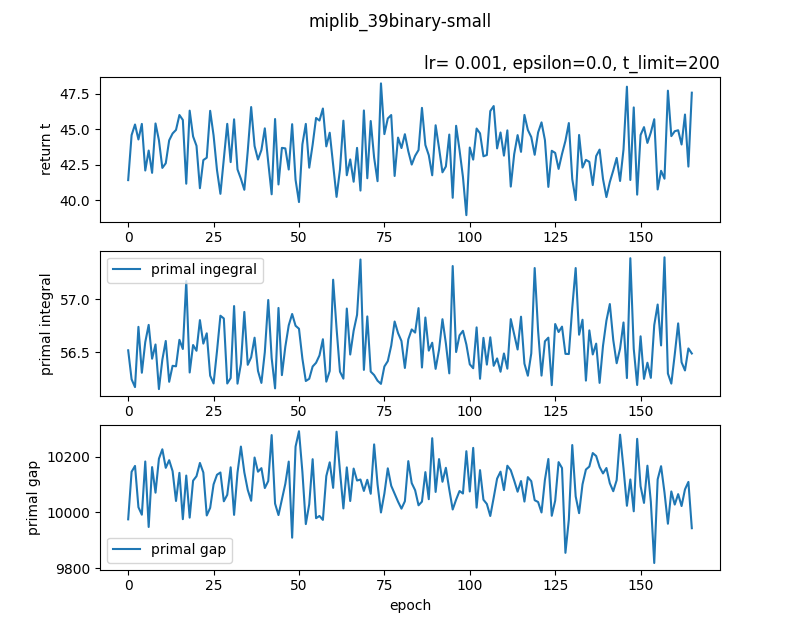 miplib_39binary-small
lr= 0.001, epsilon=0.0, t_limit=200
return t
47.5
45.0
42.5
40.0
0 25 50 75 100 125 150
primal integral
primal ingegral
57.0
56.5
0 25 50 75 100 125 150
primal gap
10200
10000
9800
primal gap
0 25 50 75 100 125 150
epoch